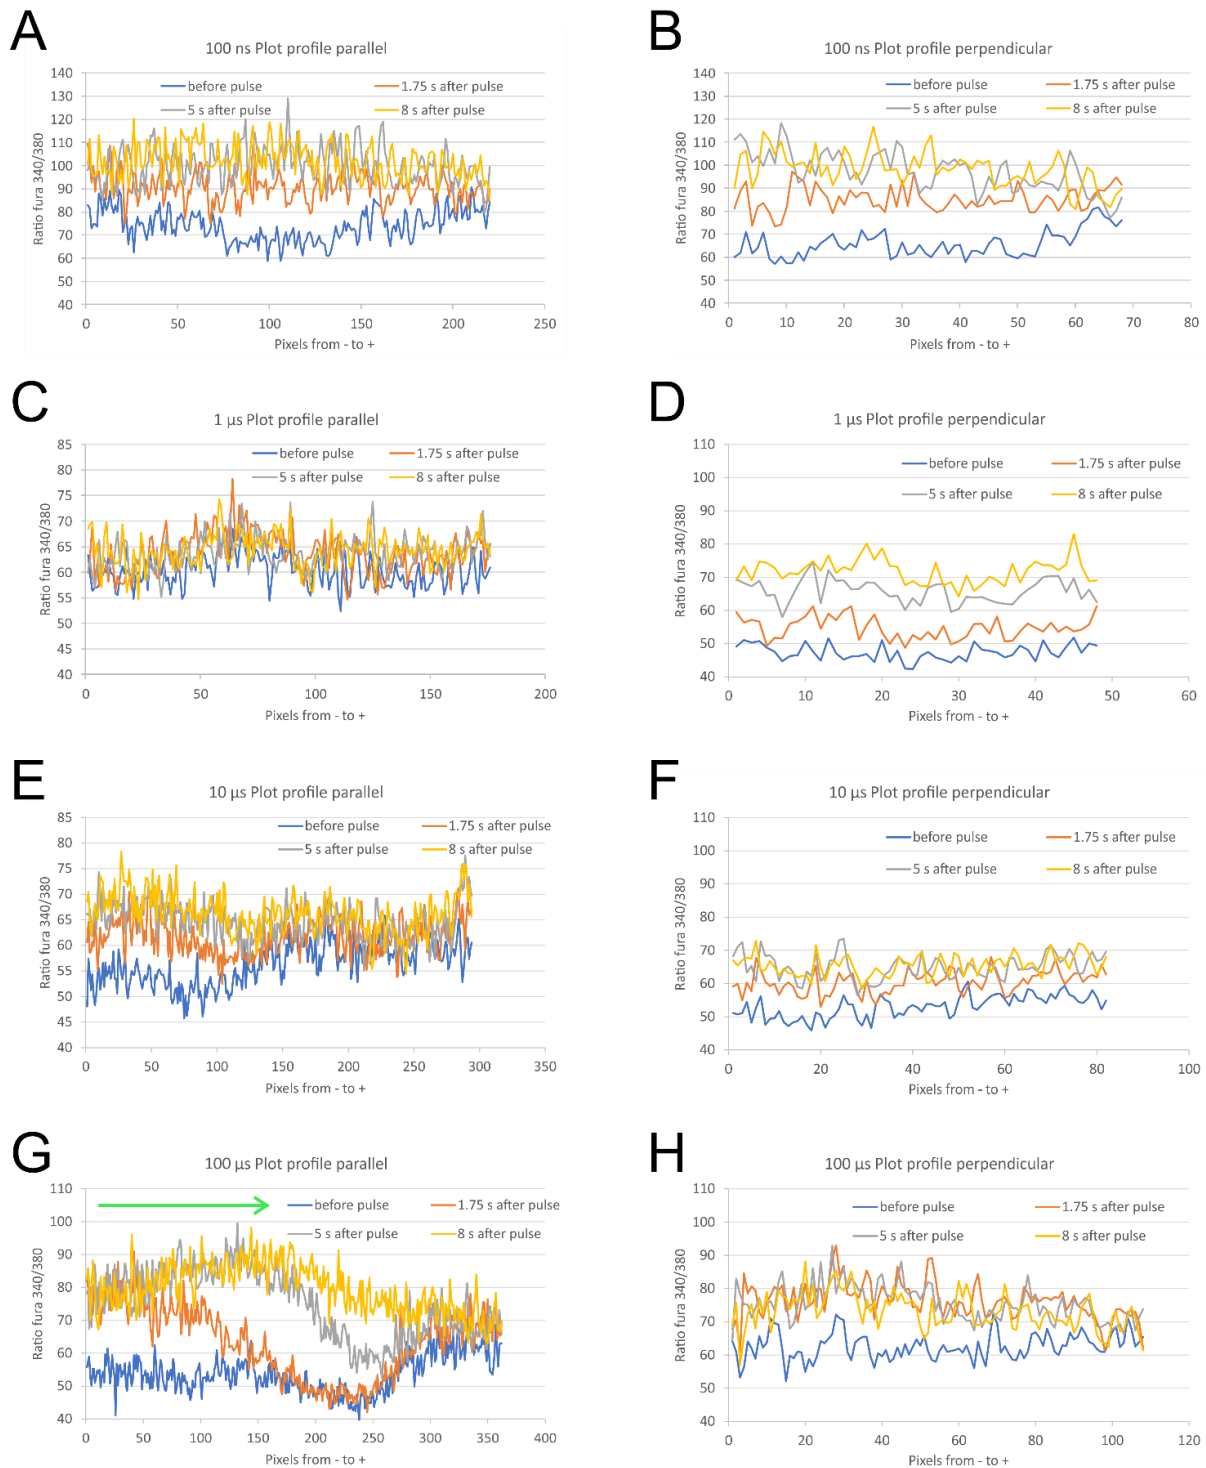 A
100 ns Plot profile parallel
before pulse 1.75 s after pulse
5 s after pulse 8 s after pulse
Ratio fura 340/380
140
130
120
110
100
90
80
70
60
50
40
0 50 100 150 200 250
Pixels from - to +
B
100 ns Plot profile perpendicular
before pulse 1.75 s after pulse
5 s after pulse 8 s after pulse
Ratio fura 340/380
140
130
120
110
100
90
80
70
60
50
40
0 10 20 30 40 50 60 70 80
Pixels from - to +
C
1 µs Plot profile parallel
before pulse 1.75 s after pulse
5 s after pulse 8 s after pulse
Ratio fura 340/380
85
80
75
70
65
60
55
50
45
40
0 50 100 150 200
Pixels from - to +
D
1 µs Plot profile perpendicular
before pulse 1.75 s after pulse
5 s after pulse 8 s after pulse
Ratio fura 340/380
110
100
90
80
70
60
50
40
0 10 20 30 40 50 60
Pixels from - to +
E
10 µs Plot profile parallel
before pulse 1.75 s after pulse
5 s after pulse 8 s after pulse
Ratio fura 340/380
85
80
75
70
65
60
55
50
45
40
0 50 100 150 200 250 300 350
Pixels from - to +
F
10 µs Plot profile perpendicular
before pulse 1.75 s after pulse
5 s after pulse 8 s after pulse
Ratio fura 340/380
110
100
90
80
70
60
50
40
0 20 40 60 80 100
Pixels from - to +
G
100 µs Plot profile parallel
before pulse 1.75 s after pulse
5 s after pulse 8 s after pulse
Ratio fura 340/380
110
100
90
80
70
60
50
40
0 50 100 150 200 250 300 350 400
Pixels from - to +
H
100 µs Plot profile perpendicular
before pulse 1.75 s after pulse
5 s after pulse 8 s after pulse
Ratio fura 340/380
110
100
90
80
70
60
50
40
0 20 40 60 80 100 120
Pixels from - to +